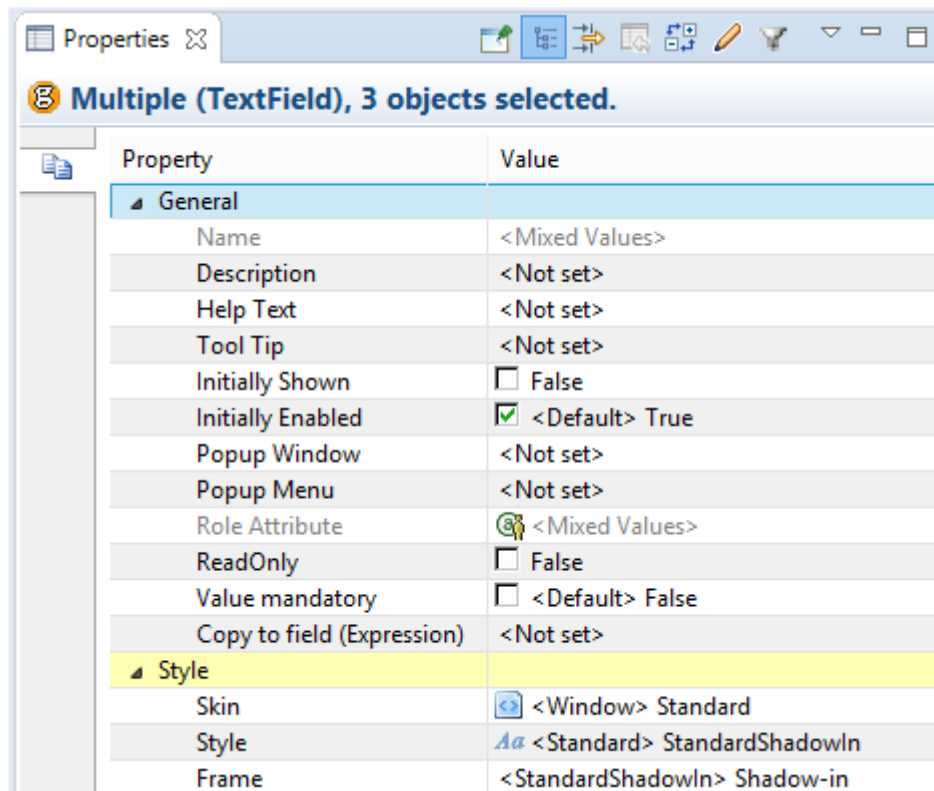 Properties
Multiple (TextField), 3 objects selected.
Property Value
General
Name <Mixed Values>
Description <Not set>
Help Text <Not set>
Tool Tip <Not set>
Initially Shown False
Initially Enabled <Default> True
Popup Window <Not set>
Popup Menu <Not set>
Role Attribute <Mixed Values>
ReadOnly False
Value mandatory <Default> False
Copy to field (Expression) <Not set>
Style
Skin <Window> Standard
Style Aa <Standard> StandardShadowIn
Frame <StandardShadowIn> Shadow-in